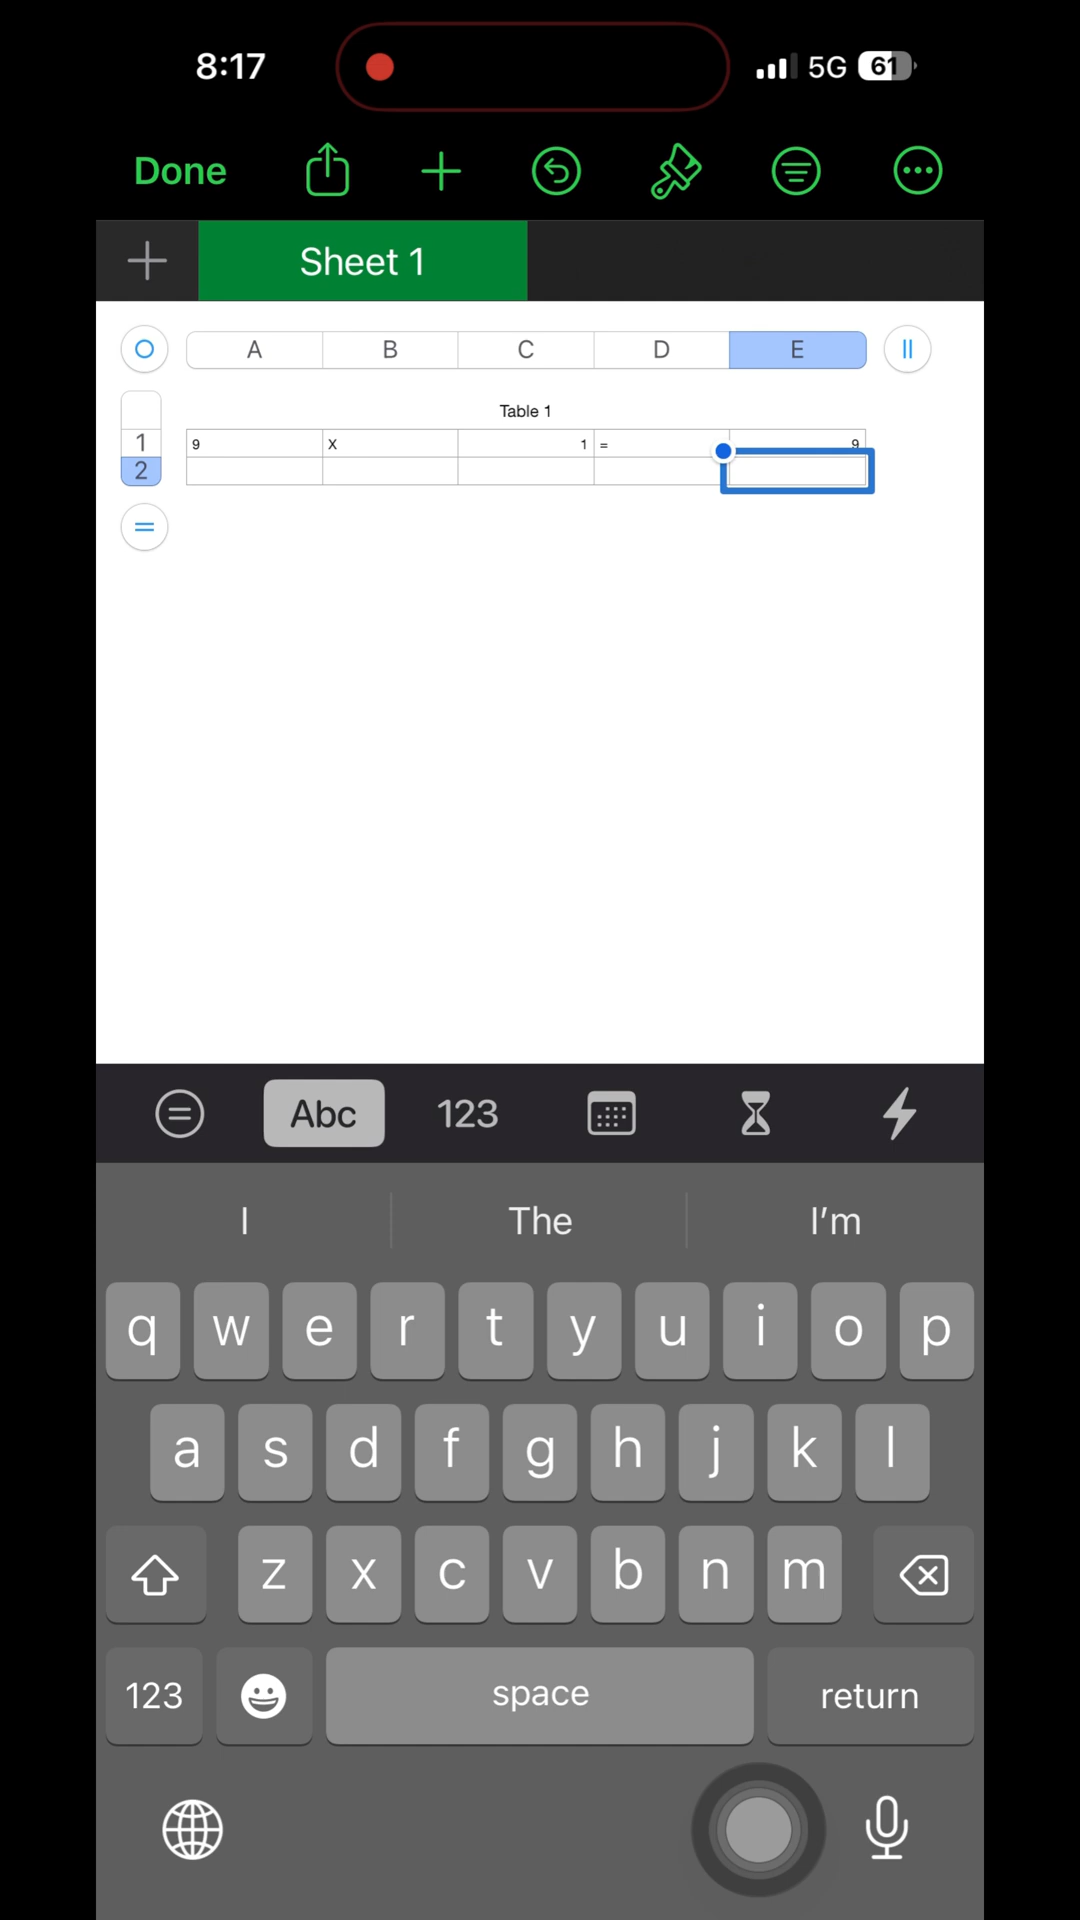 8:17 5G 61
Done
Sheet 1
A B C D E
Table 1
1 9 X 1 = 9
2
Abc 123
I The I’m
q w e r t y u i o p
a s d f g h j k l
z x c v b n m
123 space return